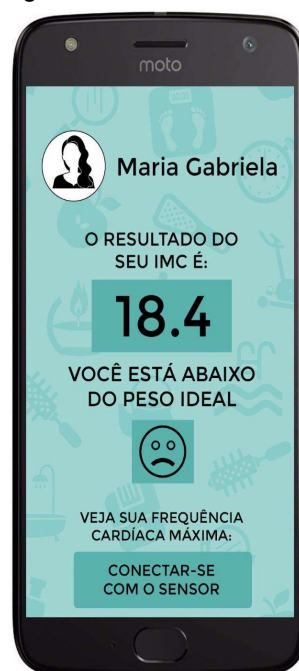 moto
Maria Gabriela
O RESULTADO DO
SEU IMC É:
18.4
VOCÊ ESTÁ ABAIXO
DO PESO IDEAL
VEJA SUA FREQUÊNCIA
CARDÍACA MÁXIMA:
CONECTAR-SE
COM O SENSOR